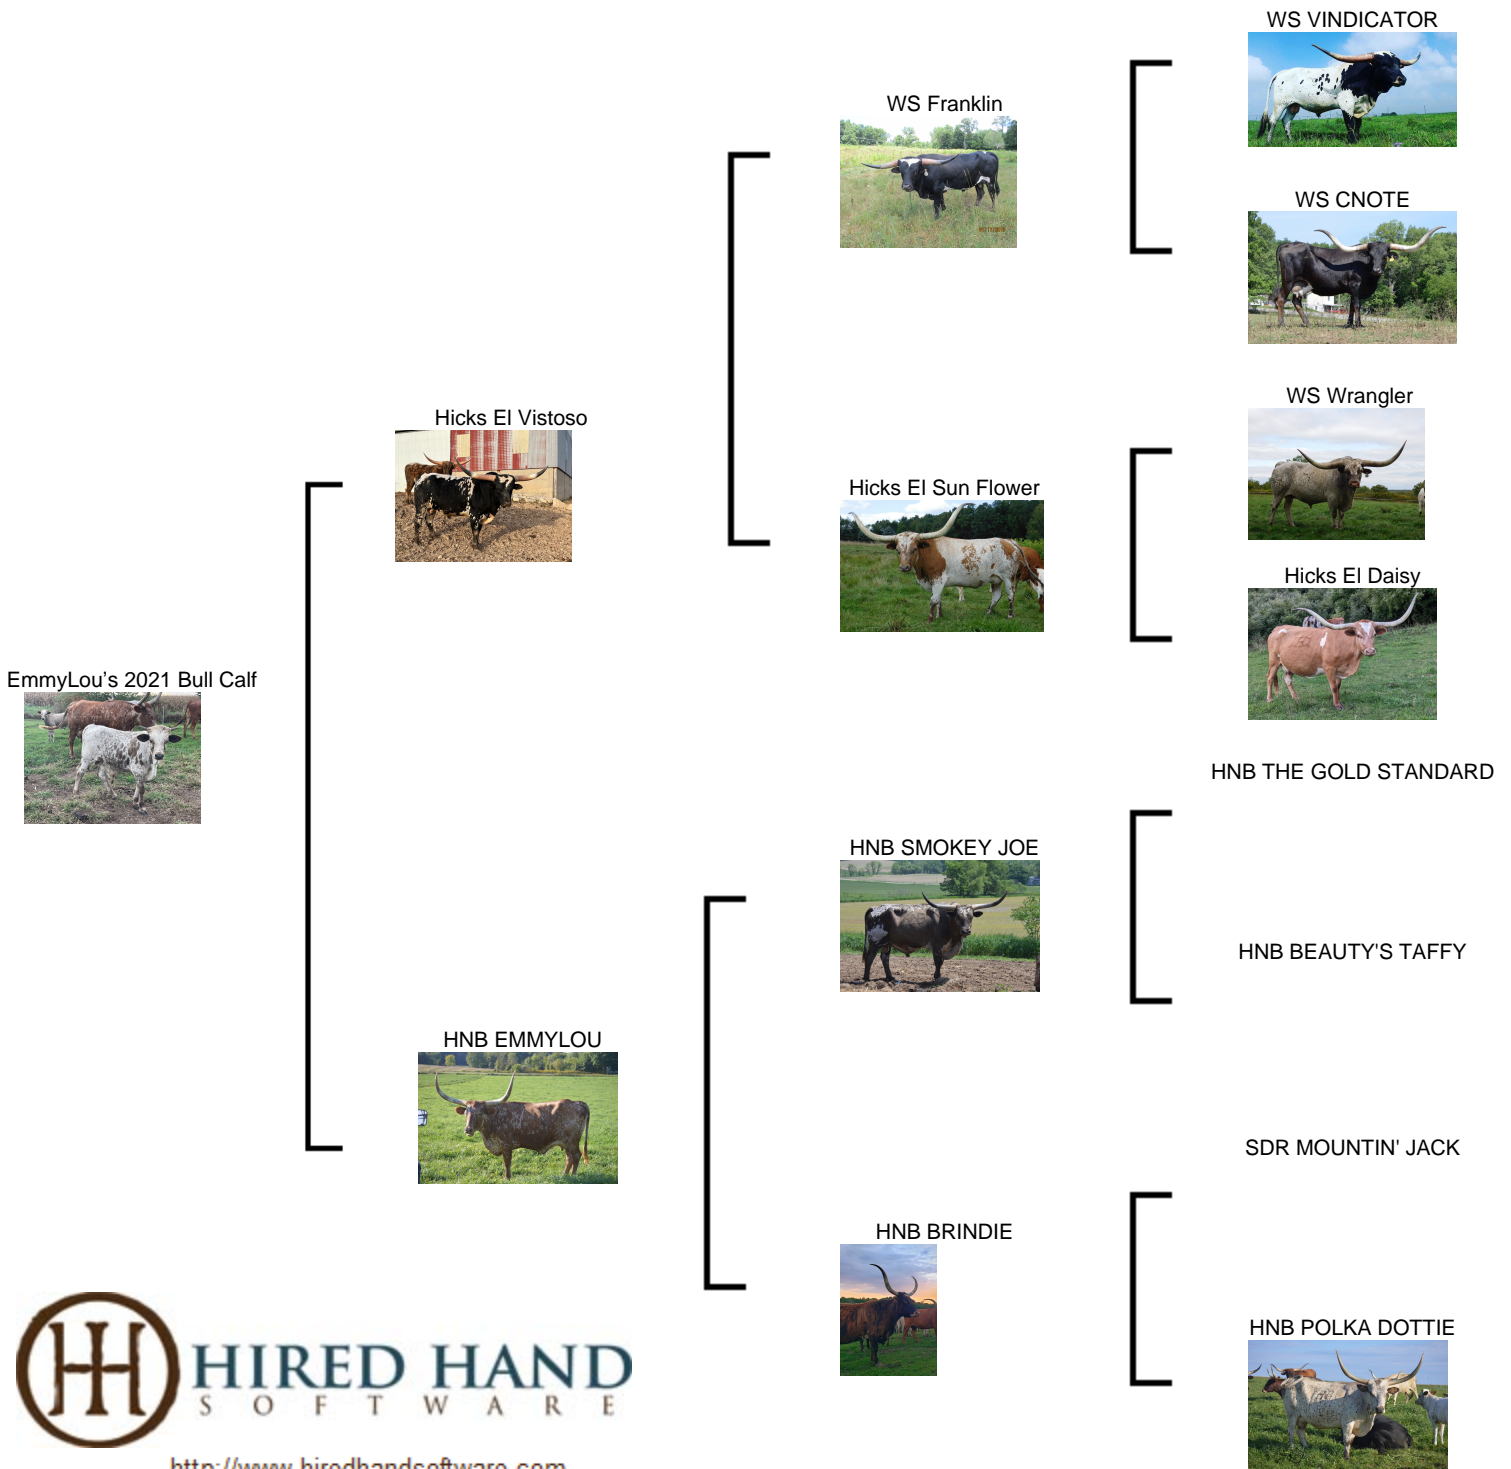 WS VINDICATOR
WS Franklin
WS CNOTE
WS Wrangler
Hicks El Vistoso
Hicks El Sun Flower
Hicks El Daisy
EmmyLou's 2021 Bull Calf
HNB THE GOLD STANDARD
HNB SMOKEY JOE
HNB BEAUTY'S TAFFY
HNB EMMYLOU
SDR MOUNTIN' JACK
HNB BRINDIE
HNB POLKA DOTTIE
HIRED HAND
SOFTWARE
http://www.hiredhandsoftware.com